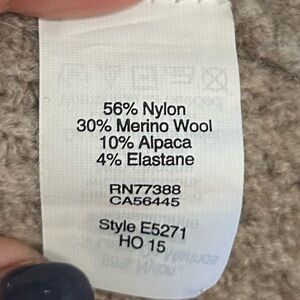 56% Nylon
30% Merino Wool
10% Alpaca
4% Elastane
RN77388
CA56445
Style E5271
HO 15